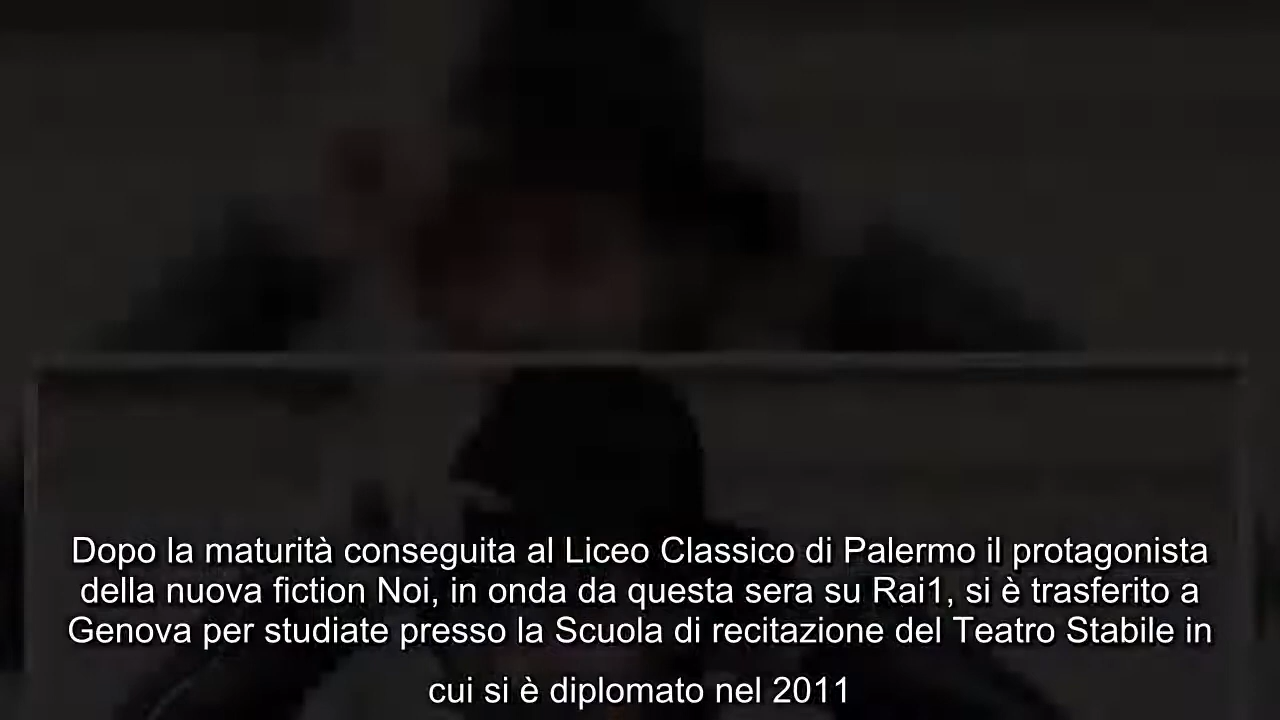 Dopo la maturità conseguita al Liceo Classico di Palermo il protagonista
della nuova fiction Noi, in onda da questa sera su Rai1, si è trasferito a
Genova per studiate presso la Scuola di recitazione del Teatro Stabile in
cui si è diplomato nel 2011